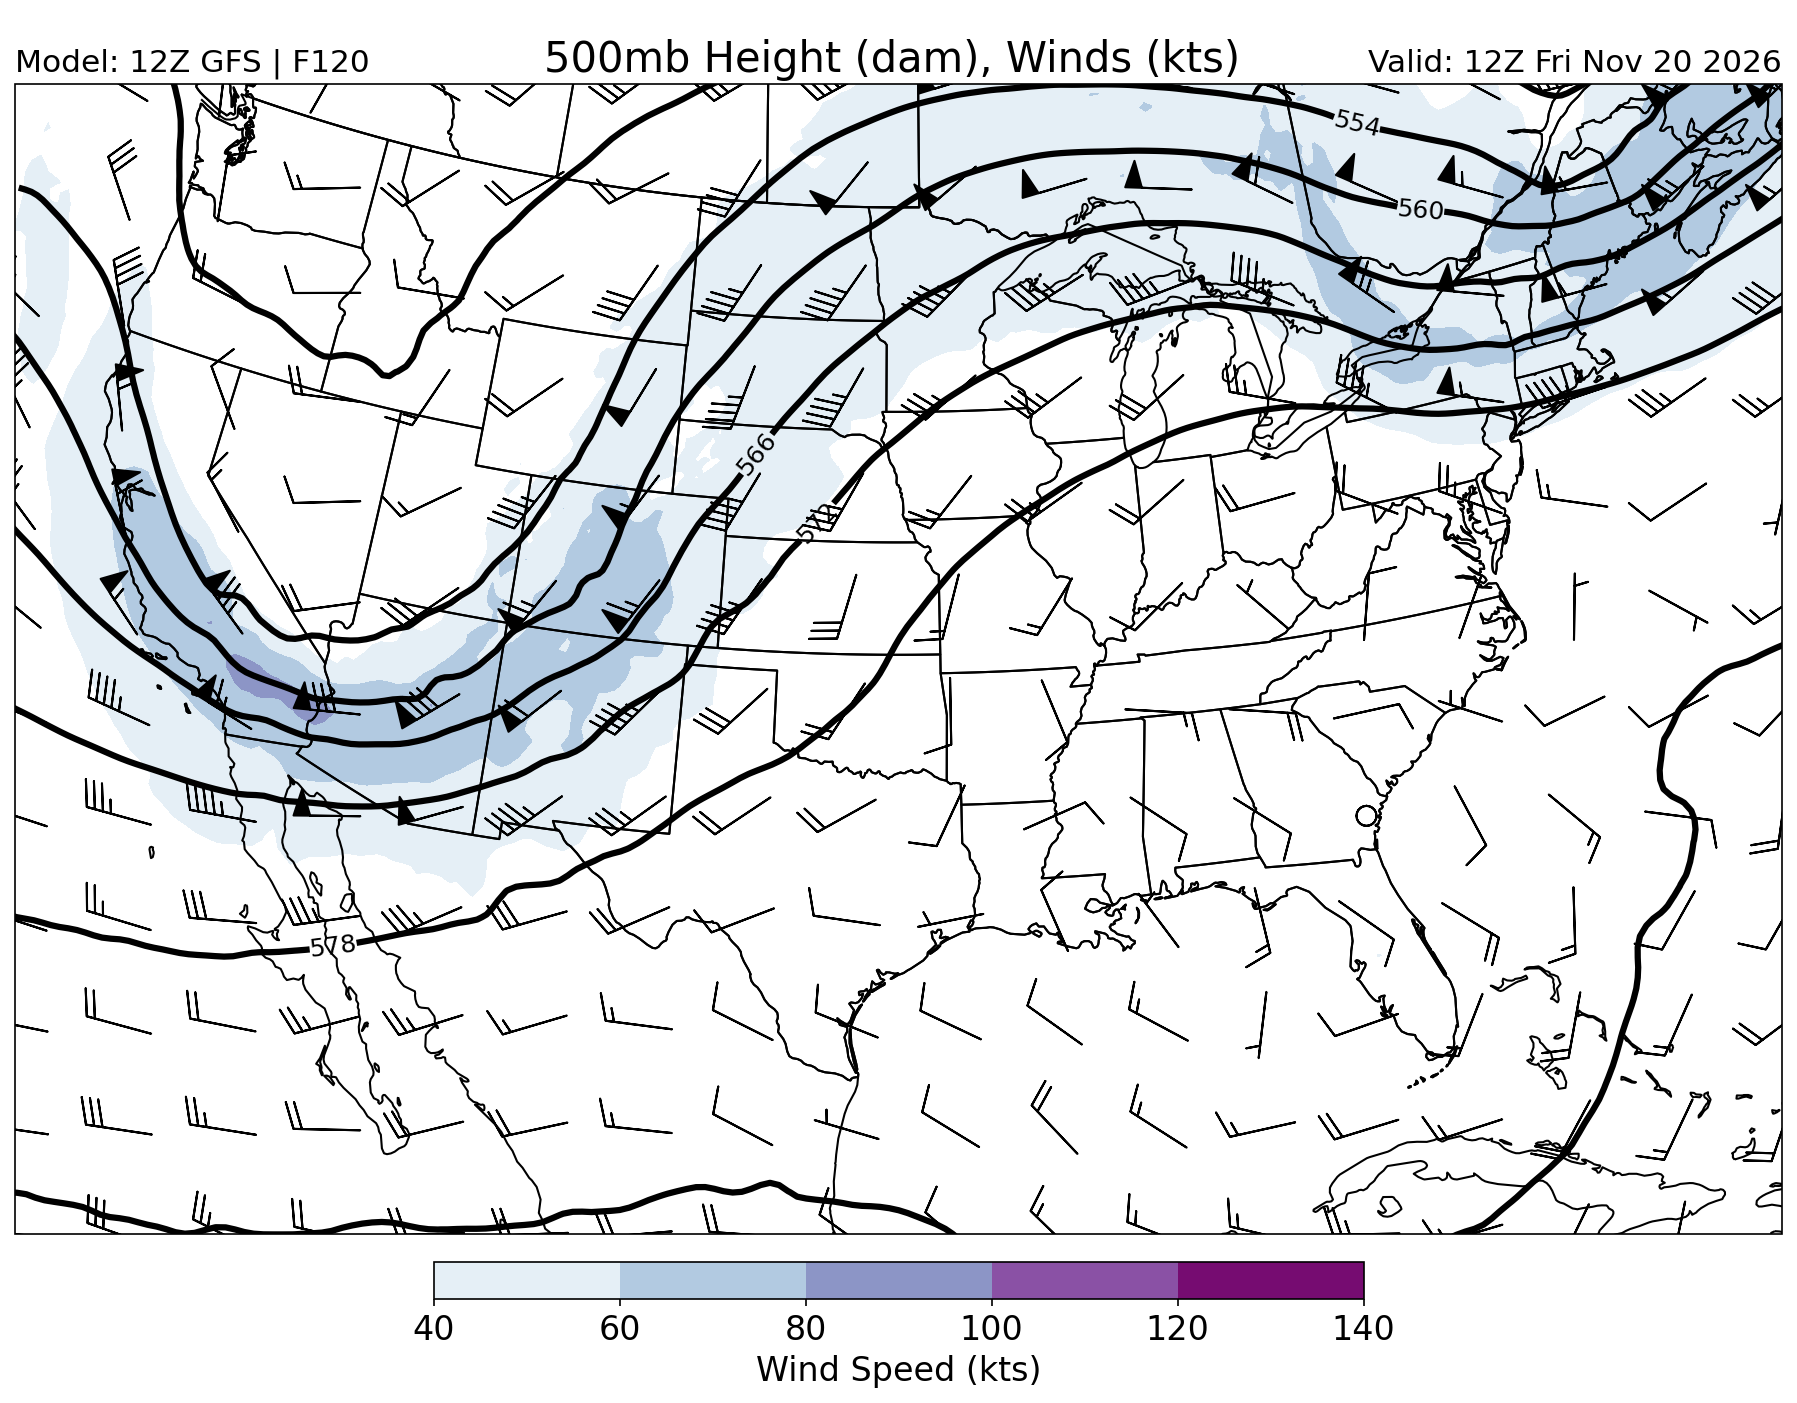 Model: 12Z GFS | F120
500mb Height (dam), Winds (kts)
Valid: 12Z Fri Nov 20 2026
554
560
566
572
578
40 60 80 100 120 140
Wind Speed (kts)